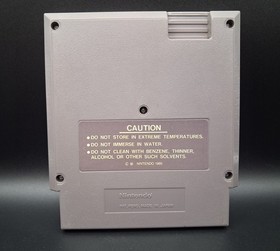 CAUTION
•DO NOT STORE IN EXTREME TEMPERATURES.
•DO NOT IMMERSE IN WATER.
•DO NOT CLEAN WITH BENZENE, THINNER,
ALCOHOL OR OTHER SUCH SOLVENTS.
Nintendo